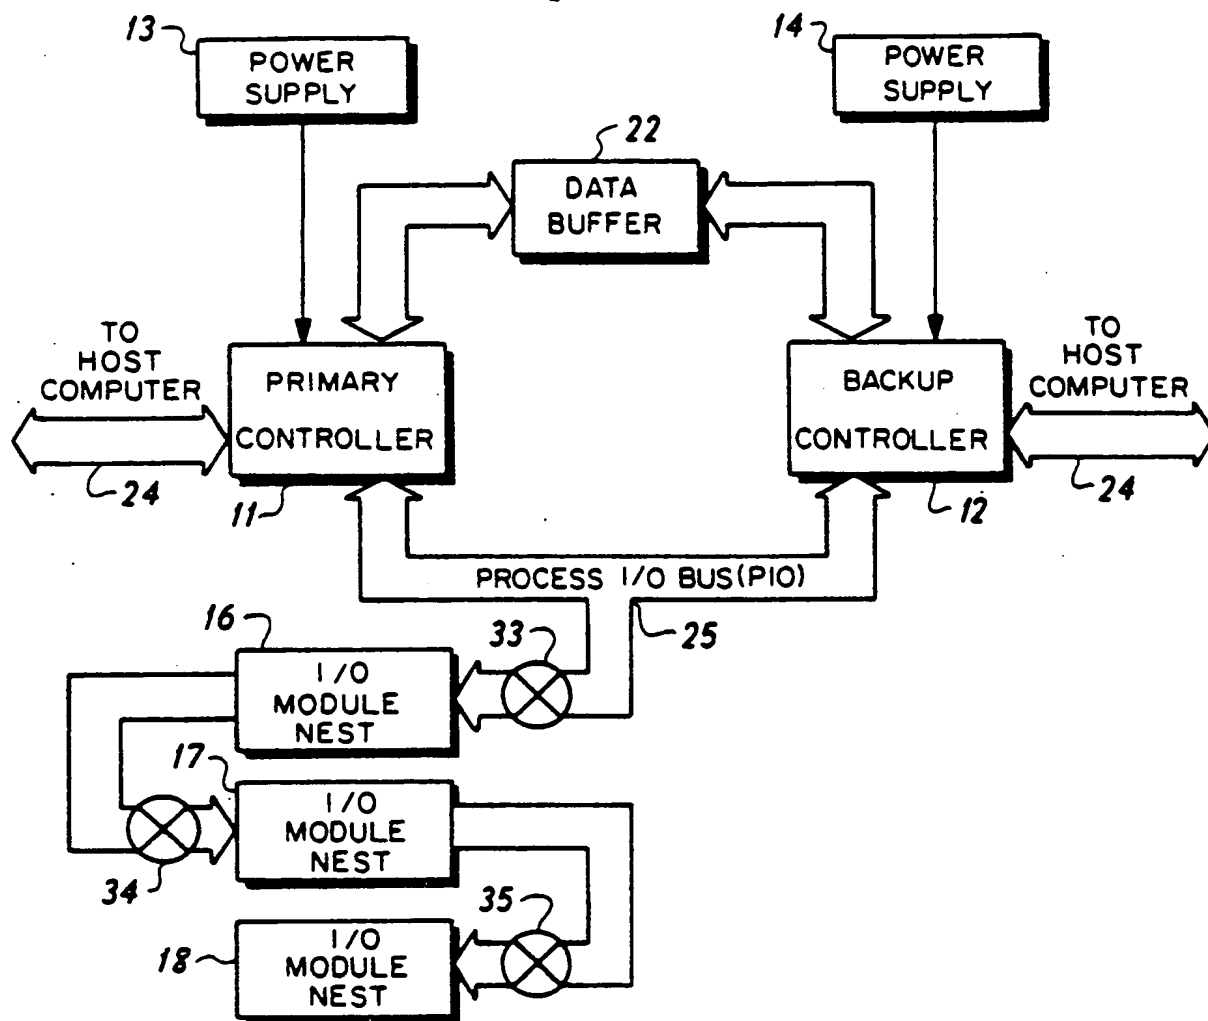 13
POWER
SUPPLY
14
POWER
SUPPLY
22
DATA
BUFFER
TO
HOST
COMPUTER
24
PRIMARY
CONTROLLER
11
BACKUP
CONTROLLER
12
TO
HOST
COMPUTER
24
PROCESS I/O BUS(PIO)
25
16
I/O
MODULE
NEST
33
17
I/O
MODULE
NEST
34
18
I/O
MODULE
NEST
35